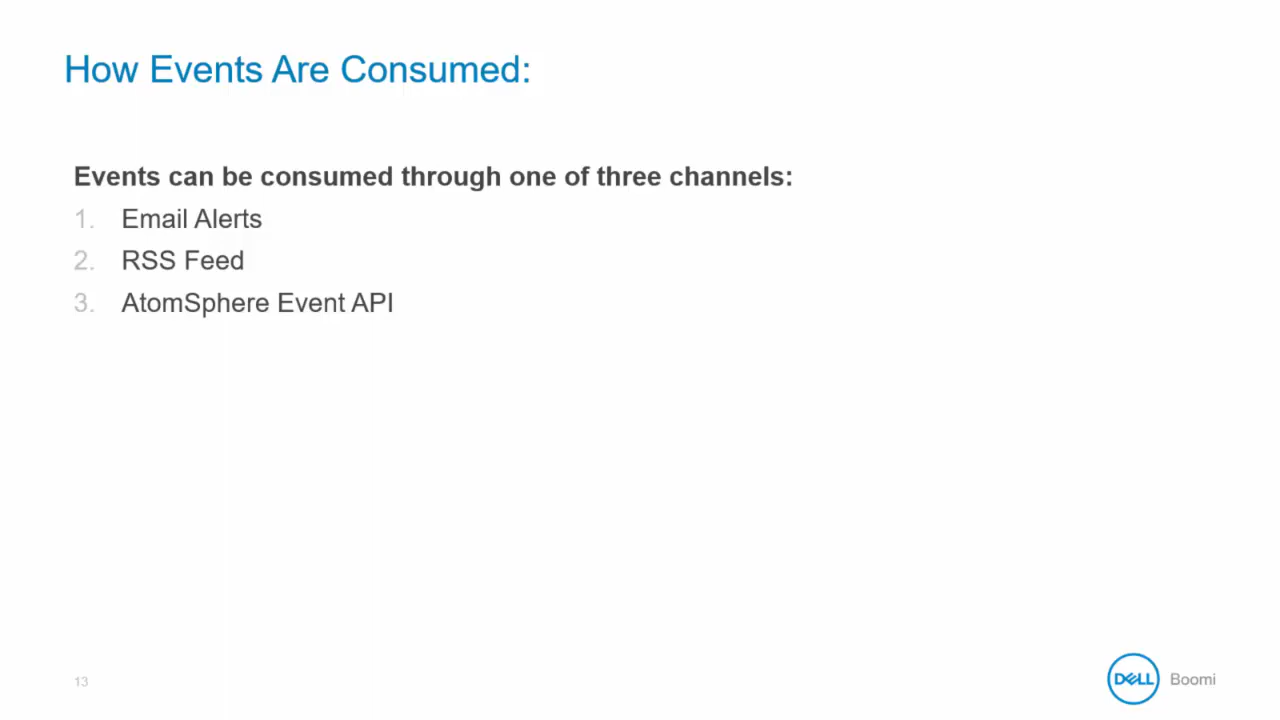 How Events Are Consumed:
Events can be consumed through one of three channels:
1. Email Alerts
2. RSS Feed
3. AtomSphere Event API
13
DELL Boomi